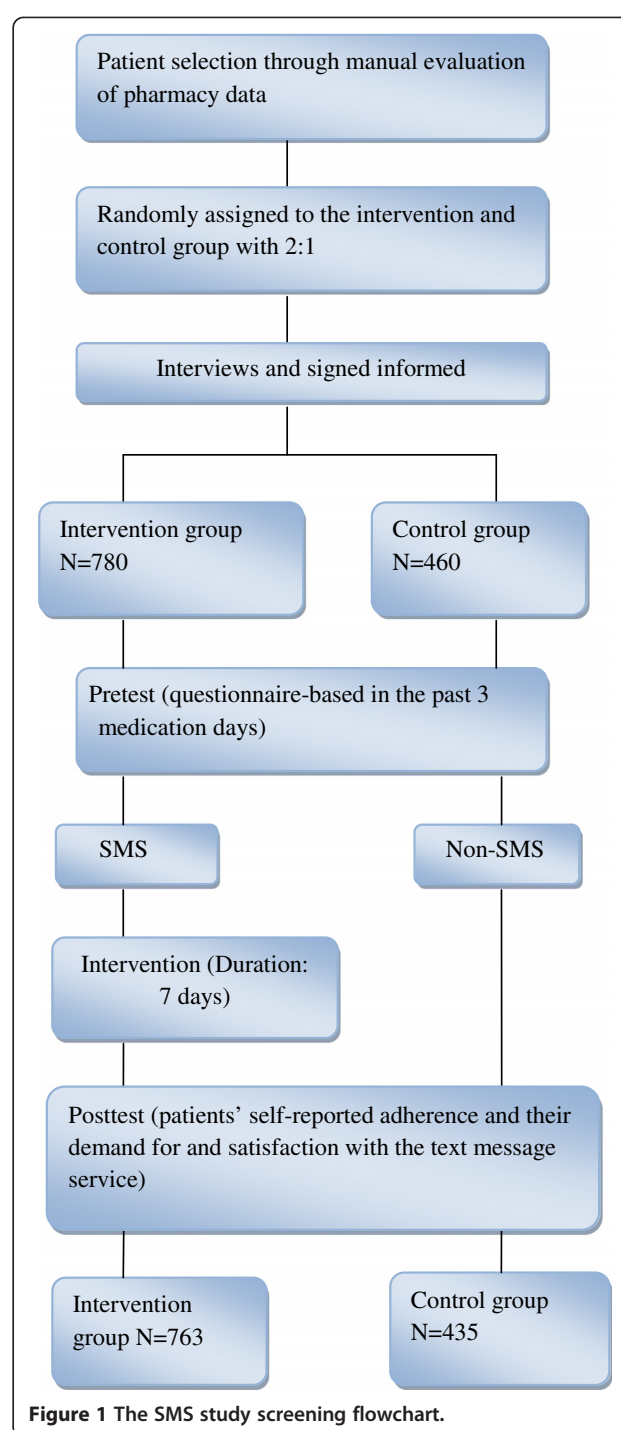 Patient selection through manual evaluation
of pharmacy data
Randomly assigned to the intervention and
control group with 2:1
Interviews and signed informed
Intervention group
N=780
Control group
N=460
Pretest (questionnaire-based in the past 3
medication days)
SMS
Non-SMS
Intervention (Duration:
7 days)
Posttest (patients’ self-reported adherence and their
demand for and satisfaction with the text message
service)
Intervention
group N=763
Control group
N=435
Figure 1 The SMS study screening flowchart.